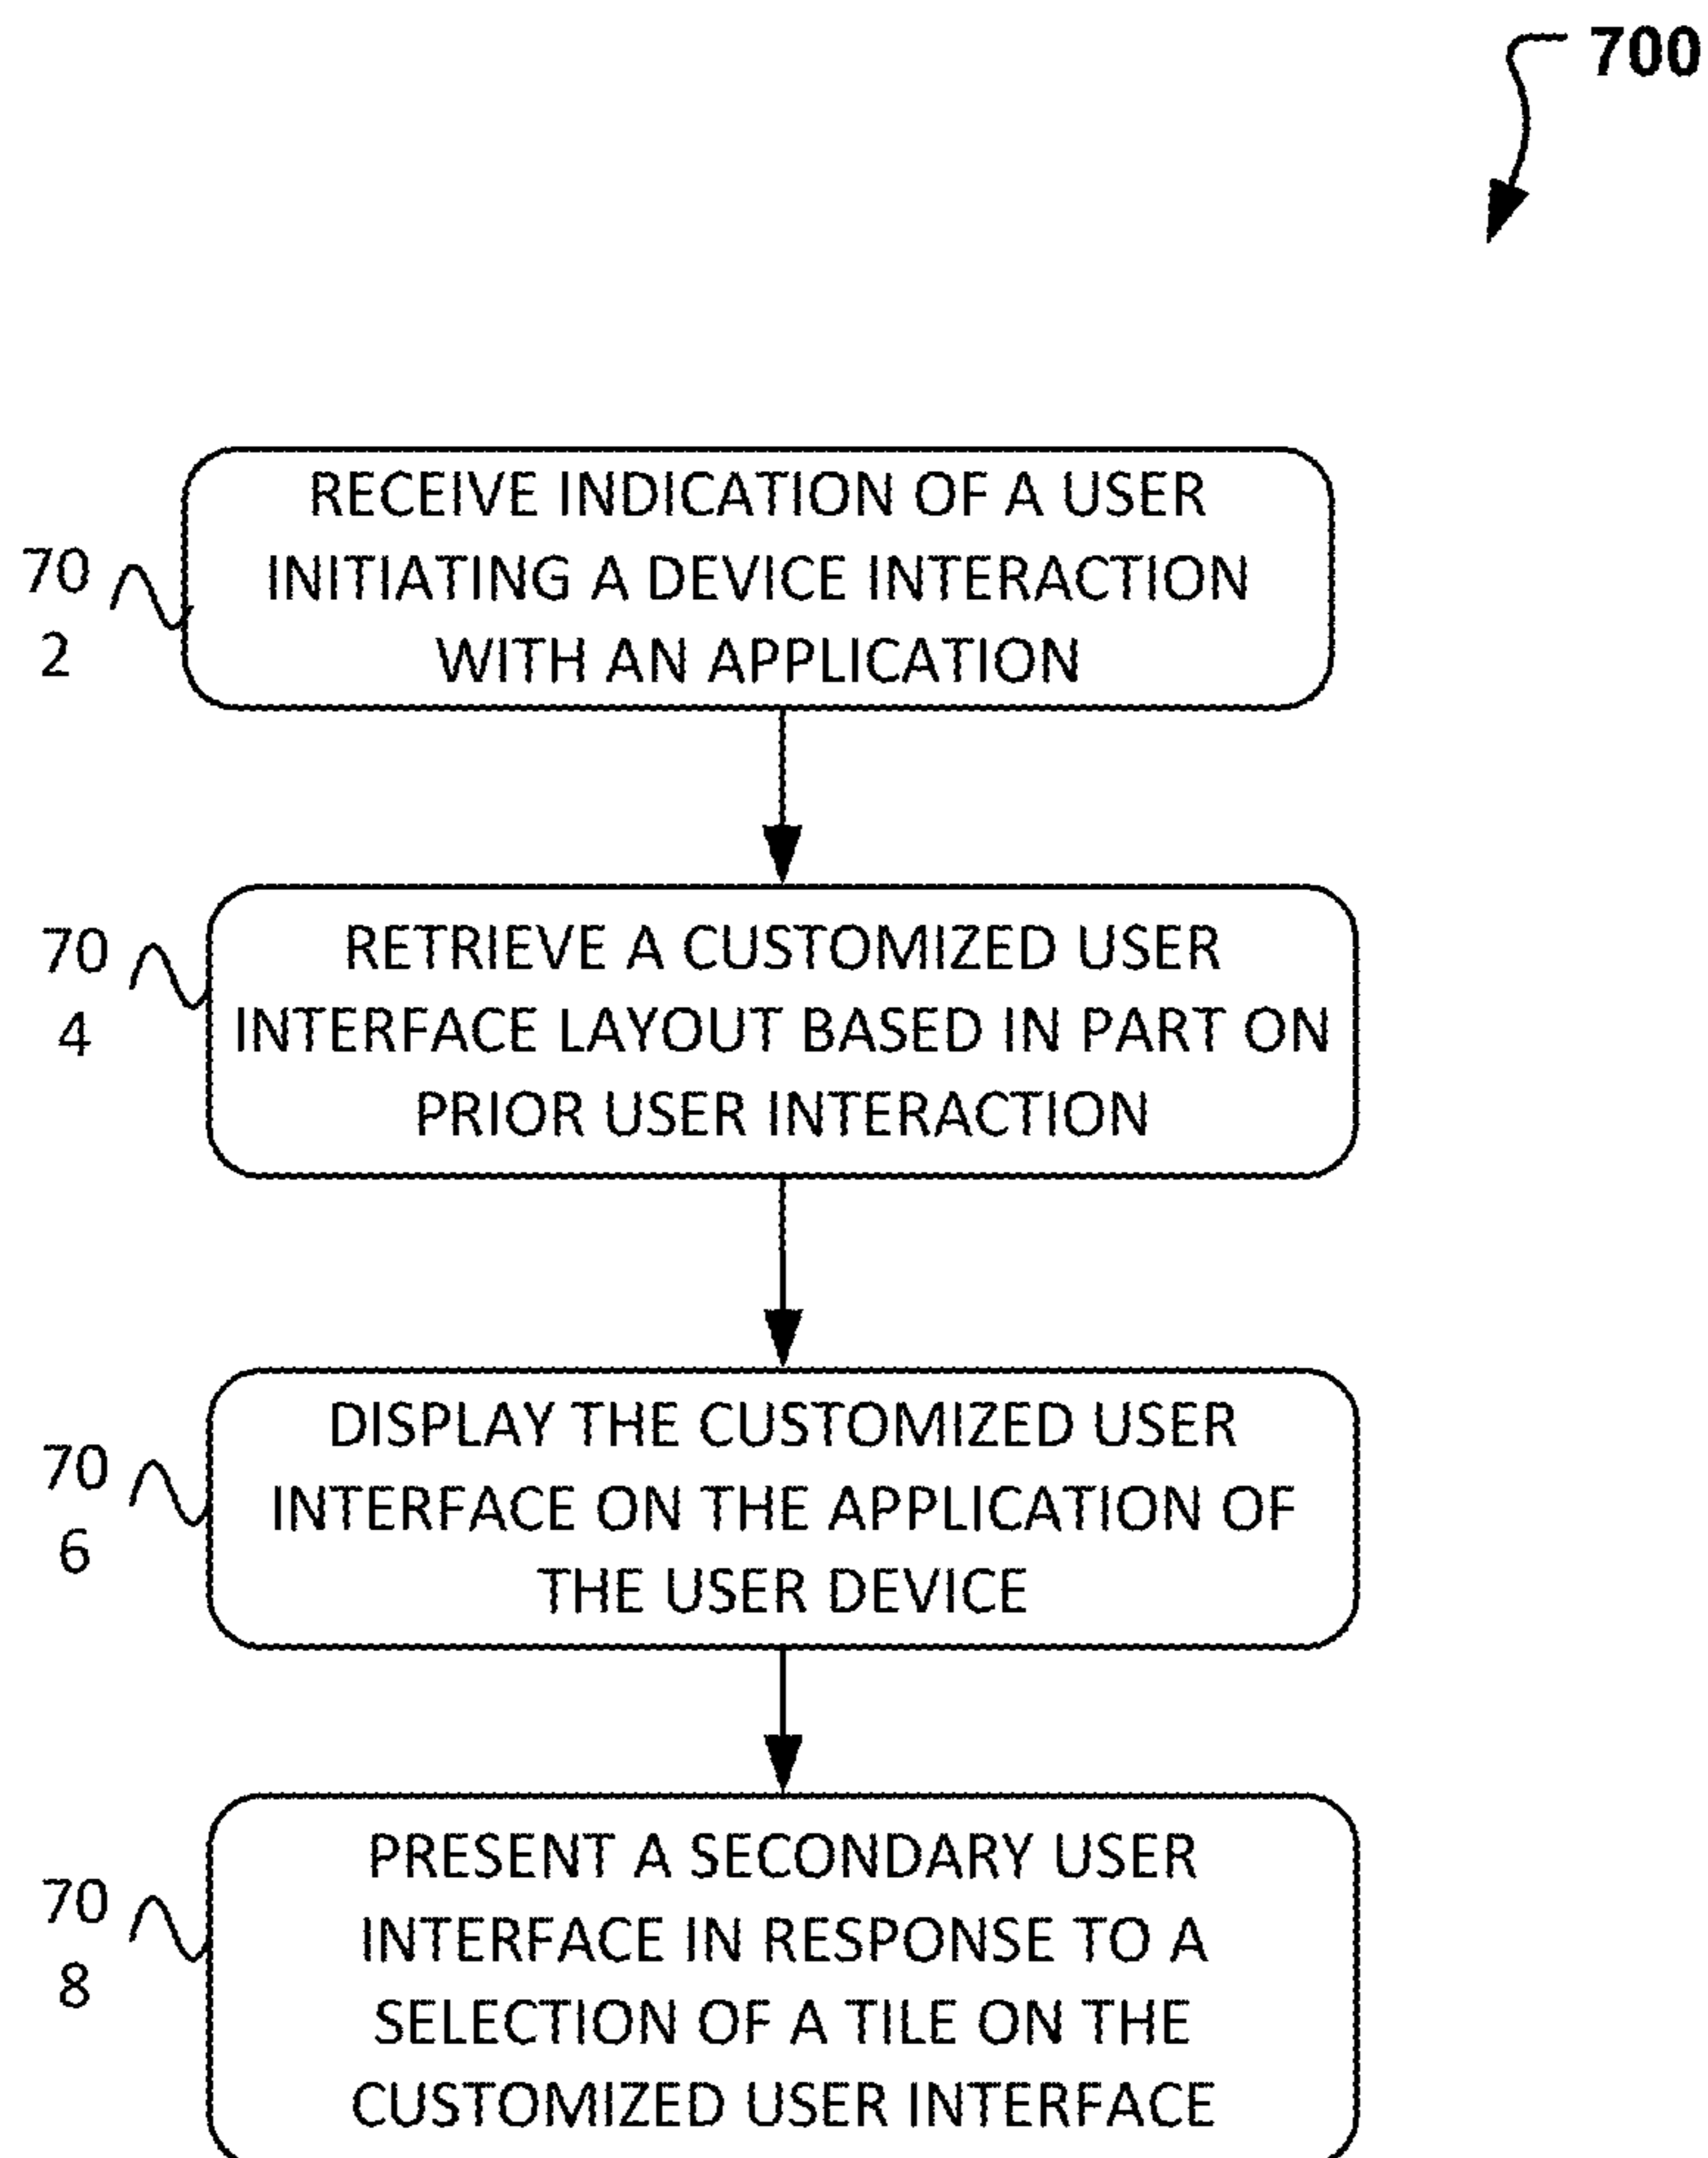 700
RECEIVE INDICATION OF A USER
INITIATING A DEVICE INTERACTION
WITH AN APPLICATION
70
2
RETRIEVE A CUSTOMIZED USER
INTERFACE LAYOUT BASED IN PART ON
PRIOR USER INTERACTION
70
4
DISPLAY THE CUSTOMIZED USER
INTERFACE ON THE APPLICATION OF
THE USER DEVICE
70
6
PRESENT A SECONDARY USER
INTERFACE IN RESPONSE TO A
SELECTION OF A TILE ON THE
CUSTOMIZED USER INTERFACE
70
8